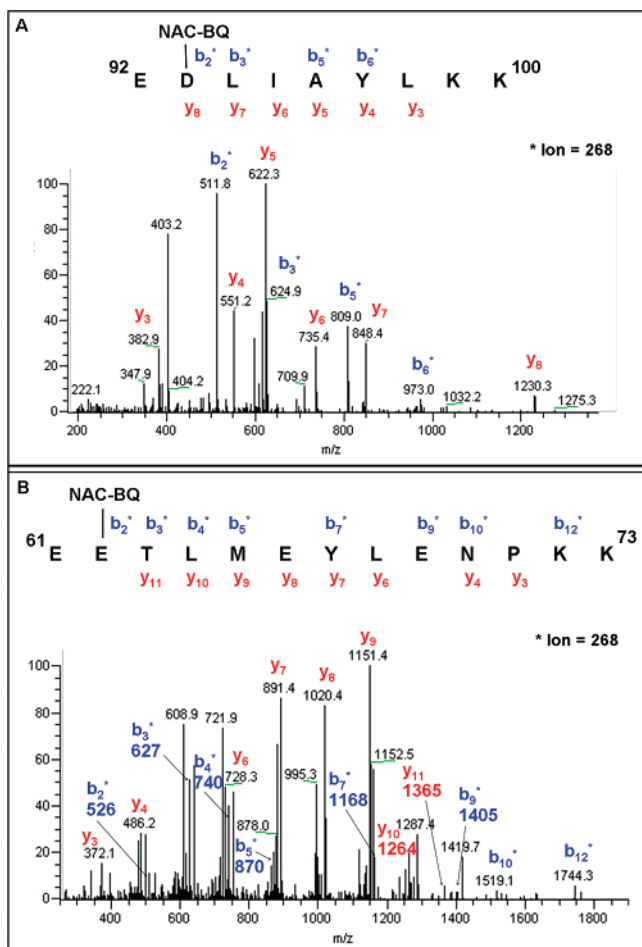 A
NAC-BQ
b2* b3* b5* b6*
92 E D L I A Y L K K 100
y8 y7 y6 y5 y4 y3
* Ion = 268
y5
b2*
622.3
511.8
100
403.2
80
b3*
60
y4
551.2
624.9
b5*
y6
809.0
y7
y3
735.4
848.4
40
382.9
b6*
y8
20
347.9
404.2
709.9
973.0
1230.3
222.1
1032.2
1275.3
0
200 400 600 800 1000 1200
m/z
B
NAC-BQ
b2* b3* b4* b5* b7* b9* b10* b12*
61 E E T L M E Y L E N P K K 73
y11 y10 y9 y8 y7 y6 y4 y3
* Ion = 268
y9
1151.4
100
y7
y8
891.4
1020.4
80
608.9
721.9
b3*
627
b4*
740
y6
728.3
1152.5
60
b2*
526
995.3
b7*
1168
y11
1365
b9*
1405
y4
486.2
878.0
40
b5*
870
y10
1264
1287.4
y3
372.1
1419.7
b10*
1519.1
b12*
1744.3
20
0
400 600 800 1000 1200 1400 1600 1800
m/z